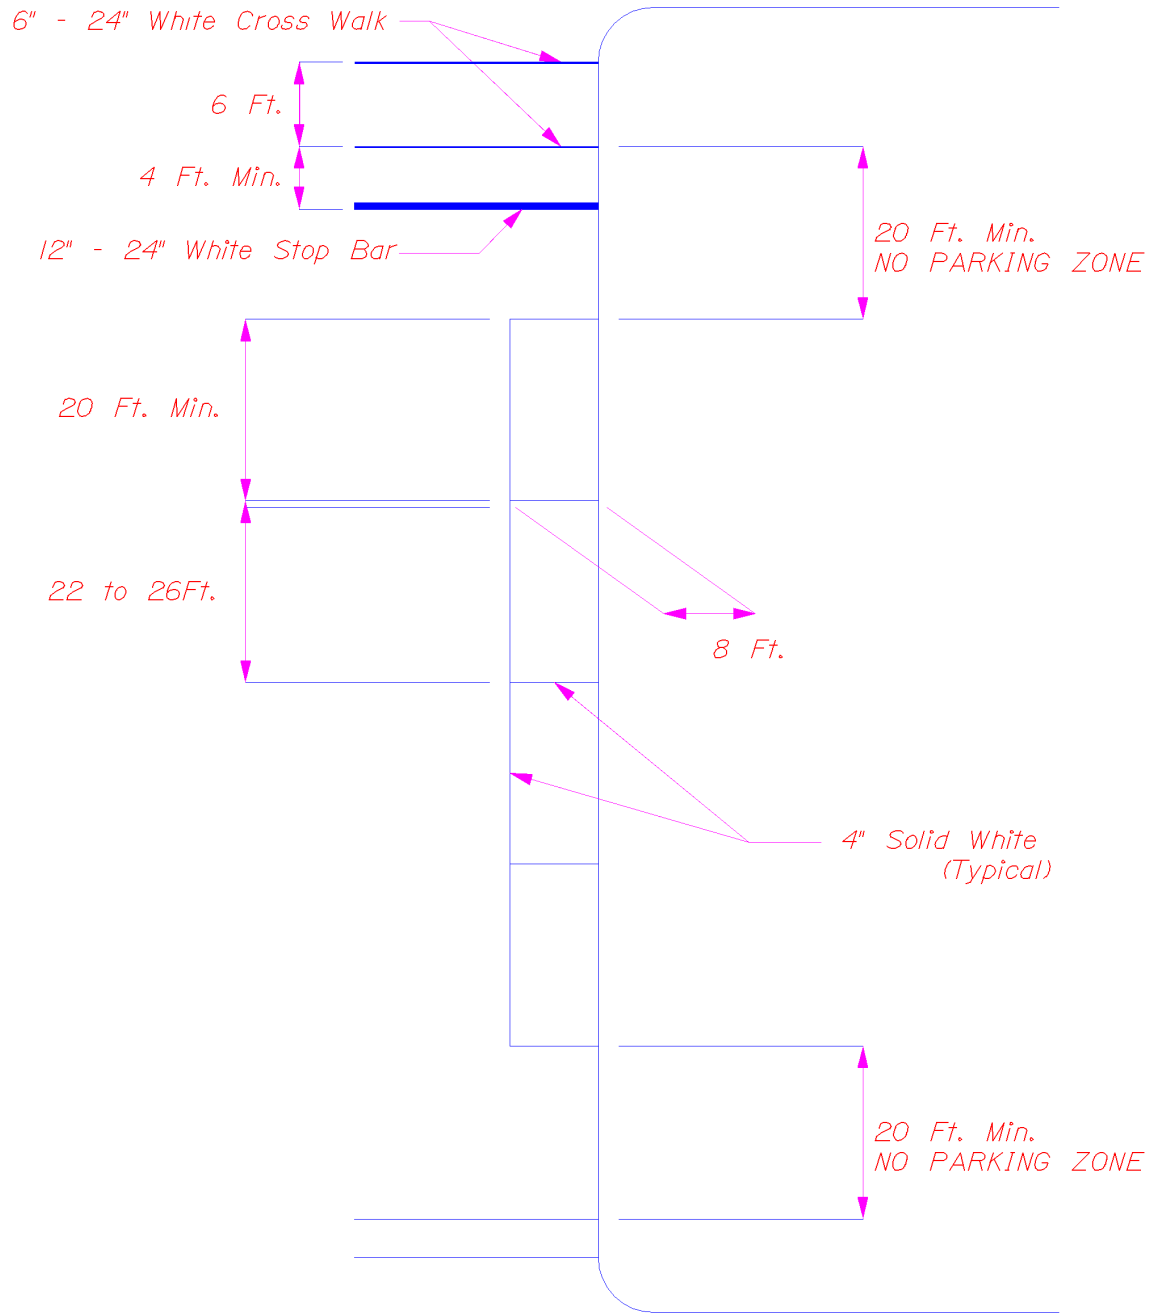 6" - 24" White Cross Walk
6 Ft.
4 Ft. Min.
12" - 24" White Stop Bar
20 Ft. Min.
NO PARKING ZONE
20 Ft. Min.
22 to 26Ft.
8 Ft.
4" Solid White
(Typical)
20 Ft. Min.
NO PARKING ZONE